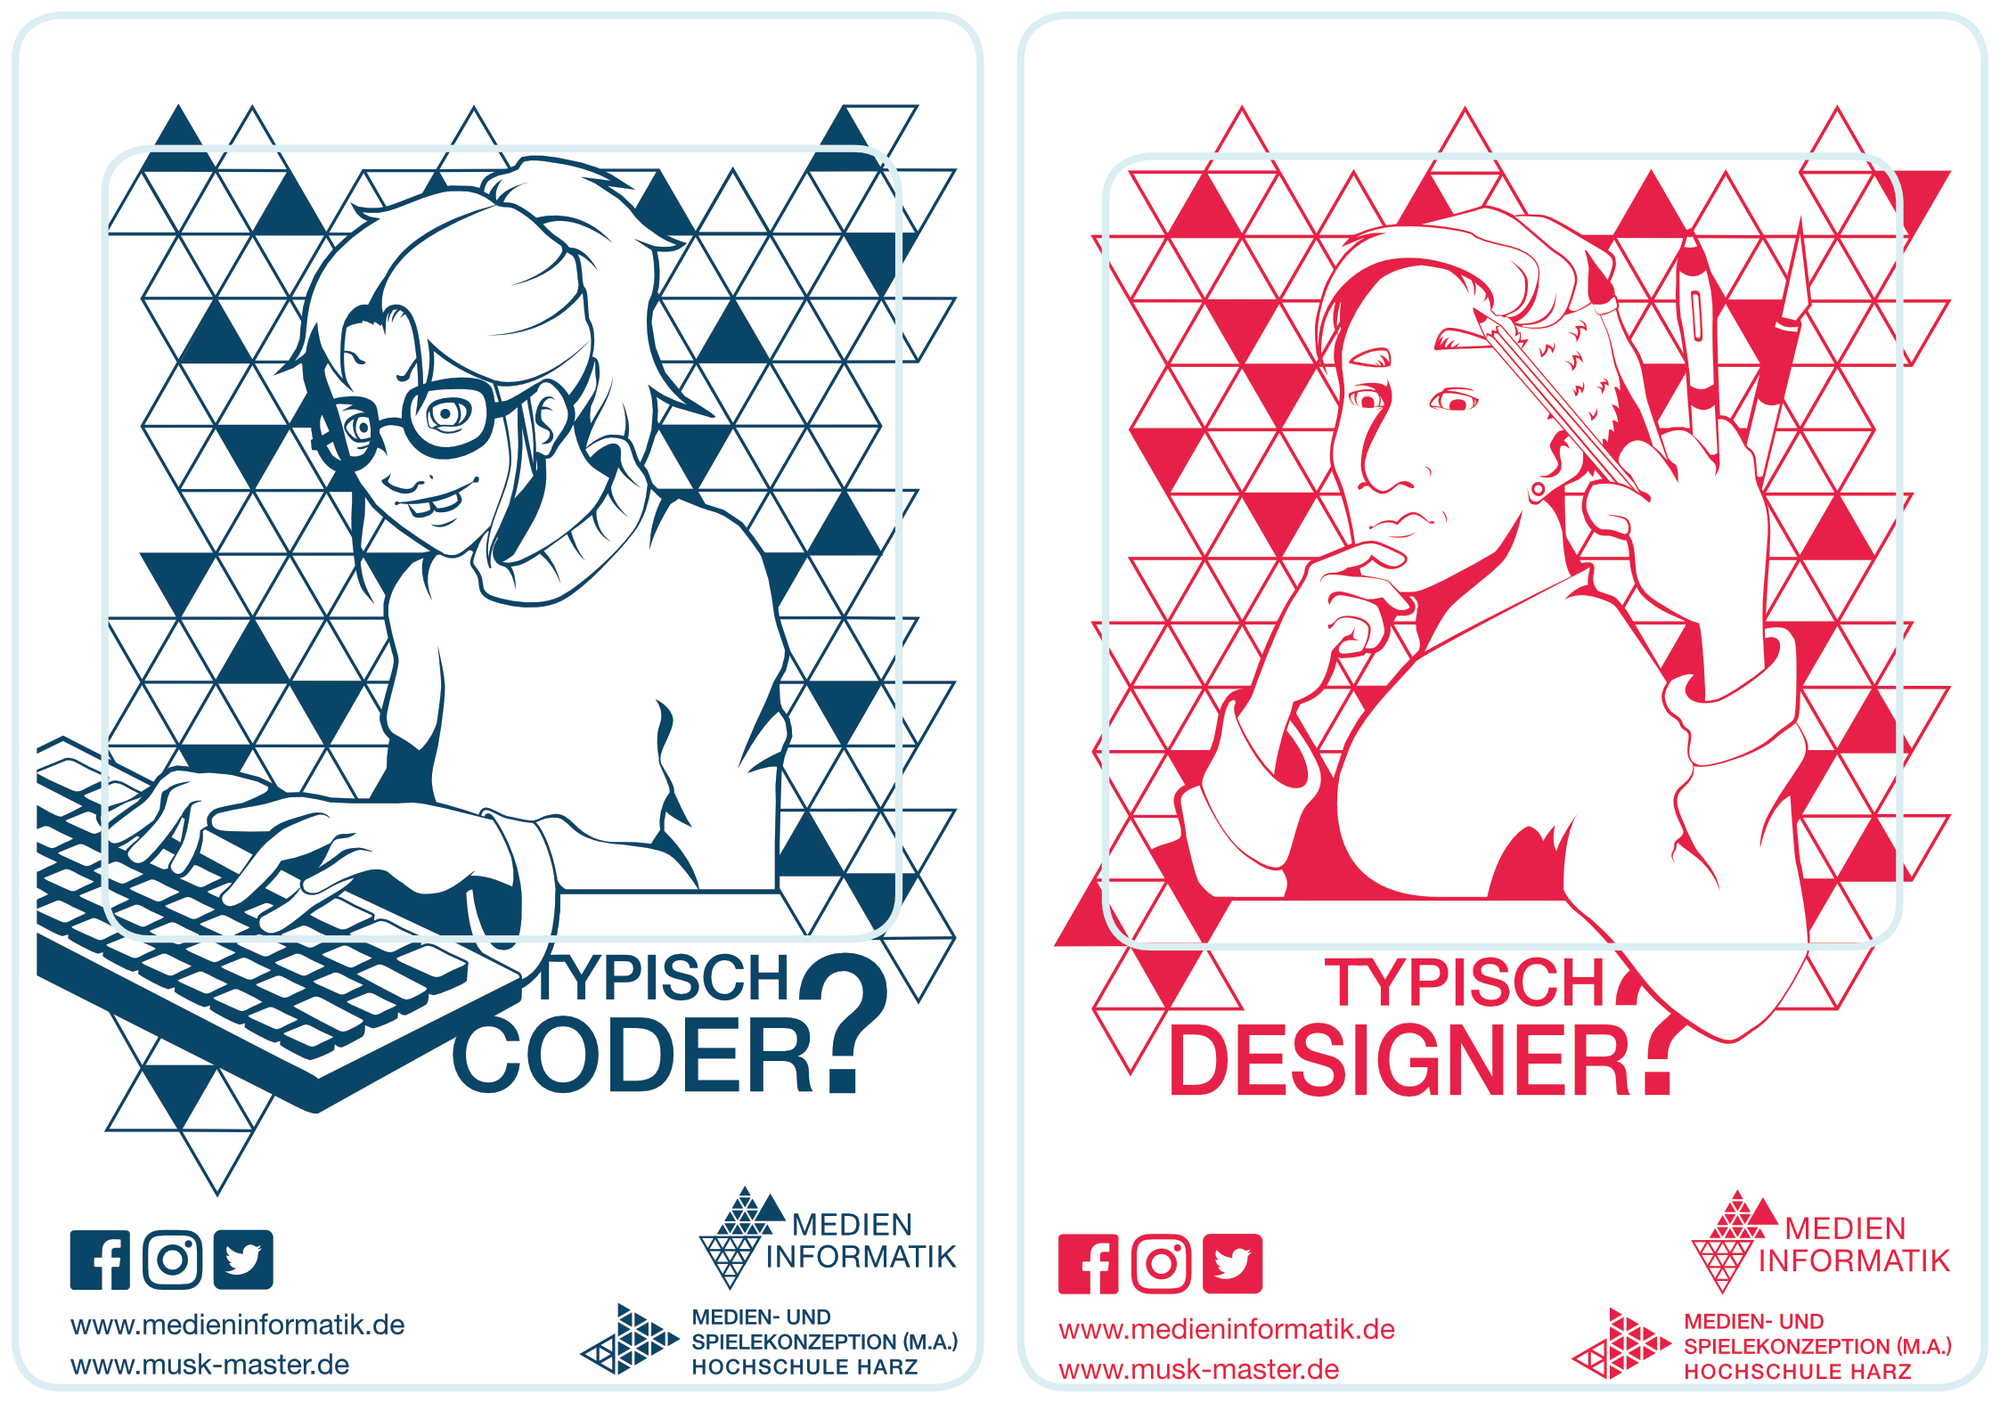 TYPISCH
CODER?
MEDIEN
INFORMATIK
www.medieninformatik.de
www.musk-master.de
MEDIEN- UND
SPIELEKONZEPTION (M.A.)
HOCHSCHULE HARZ
TYPISCH
DESIGNER?
MEDIEN
INFORMATIK
www.medieninformatik.de
www.musk-master.de
MEDIEN- UND
SPIELEKONZEPTION (M.A.)
HOCHSCHULE HARZ